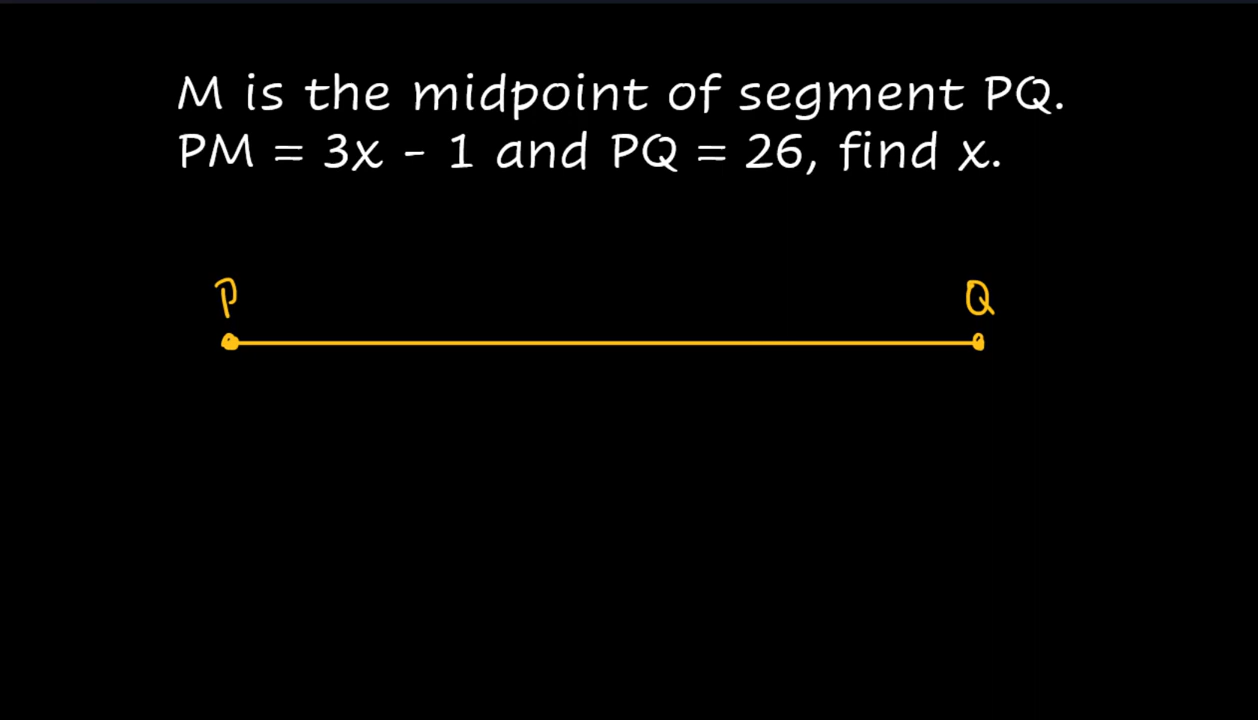 M is the midpoint of segment PQ.
PM = 3x - 1 and PQ = 26, find x.
P
Q